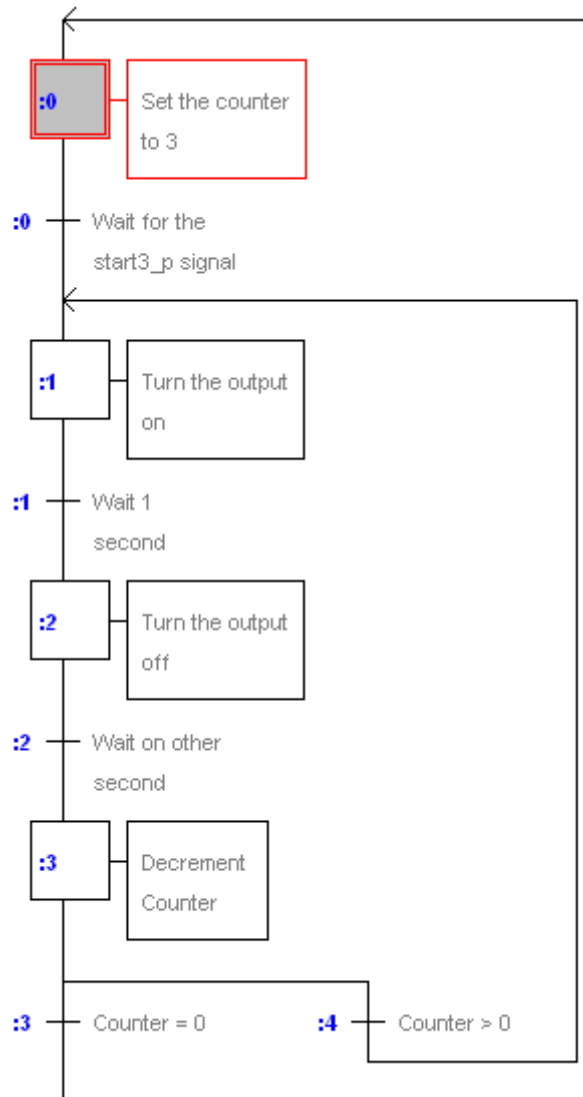 :0
Set the counter
to 3
:0
Wait for the
start3_p signal
:1
Turn the output
on
:1
Wait 1
second
:2
Turn the output
off
:2
Wait on other
second
:3
Decrement
Counter
:3
Counter = 0
:4
Counter > 0